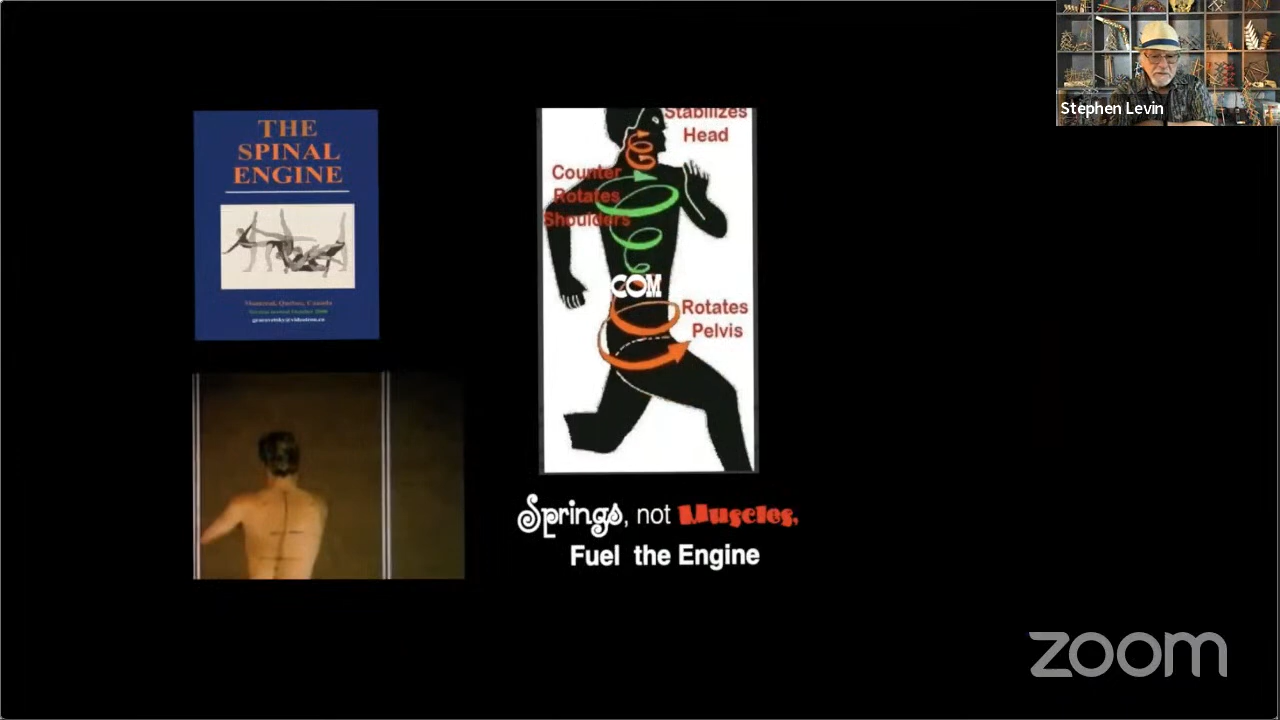 THE
SPINAL
ENGINE
Stabilizes
Head
Counter
Rotates
Shoulders
COM
Rotates
Pelvis
Springs, not Muscles,
Fuel the Engine
Stephen Levin
zoom